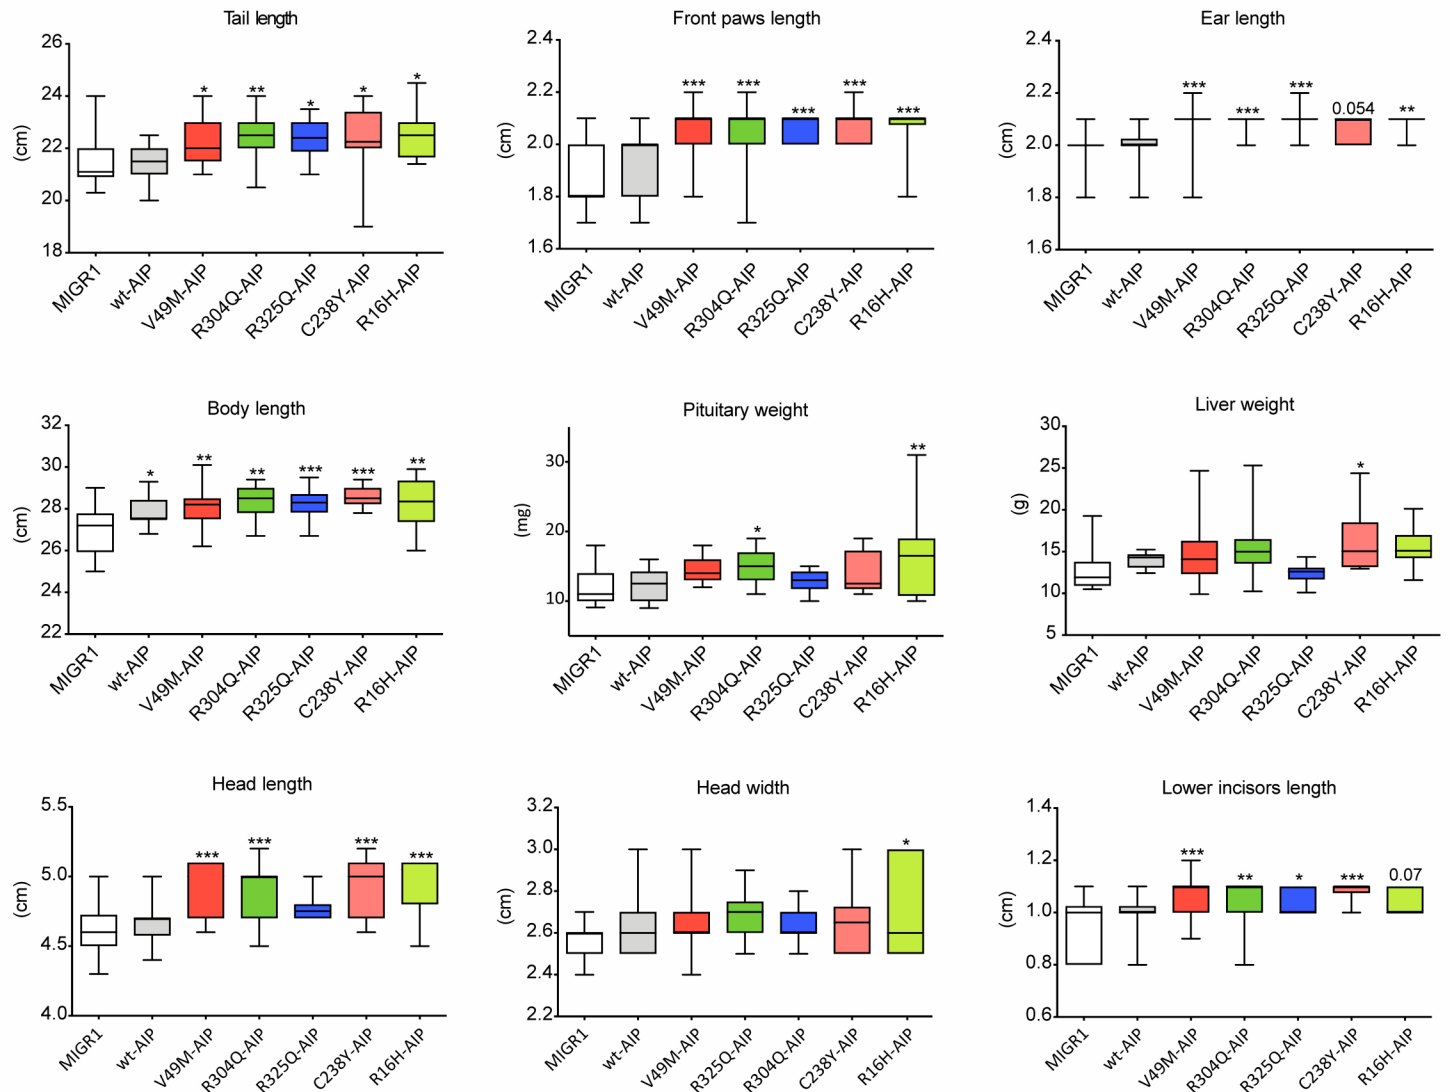 Tail length
26
24
22
20
18
(cm)
*
**
*
*
*
MIGR1
wt-AIP
V49M-AIP
R304Q-AIP
R325Q-AIP
C238Y-AIP
R16H-AIP
Front paws length
2.4
2.2
2.0
1.8
1.6
(cm)
***
***
***
***
***
MIGR1
wt-AIP
V49M-AIP
R304Q-AIP
R325Q-AIP
C238Y-AIP
R16H-AIP
Ear length
2.4
2.2
2.0
1.8
1.6
(cm)
***
***
***
0.054
**
MIGR1
wt-AIP
V49M-AIP
R304Q-AIP
R325Q-AIP
C238Y-AIP
R16H-AIP
Body length
32
30
28
26
24
22
(cm)
*
**
**
***
***
**
MIGR1
wt-AIP
V49M-AIP
R304Q-AIP
R325Q-AIP
C238Y-AIP
R16H-AIP
Pituitary weight
30
20
10
(mg)
*
**
MIGR1
wt-AIP
V49M-AIP
R304Q-AIP
R325Q-AIP
C238Y-AIP
R16H-AIP
Liver weight
30
25
20
15
10
5
(g)
*
MIGR1
wt-AIP
V49M-AIP
R304Q-AIP
R325Q-AIP
C238Y-AIP
R16H-AIP
Head length
5.5
5.0
4.5
4.0
(cm)
***
***
***
***
MIGR1
wt-AIP
V49M-AIP
R304Q-AIP
R325Q-AIP
C238Y-AIP
R16H-AIP
Head width
3.2
3.0
2.8
2.6
2.4
2.2
(cm)
*
MIGR1
wt-AIP
V49M-AIP
R325Q-AIP
R304Q-AIP
C238Y-AIP
R16H-AIP
Lower incisors length
1.4
1.2
1.0
0.8
0.6
(cm)
***
**
*
***
0.07
MIGR1
wt-AIP
V49M-AIP
R304Q-AIP
R325Q-AIP
C238Y-AIP
R16H-AIP